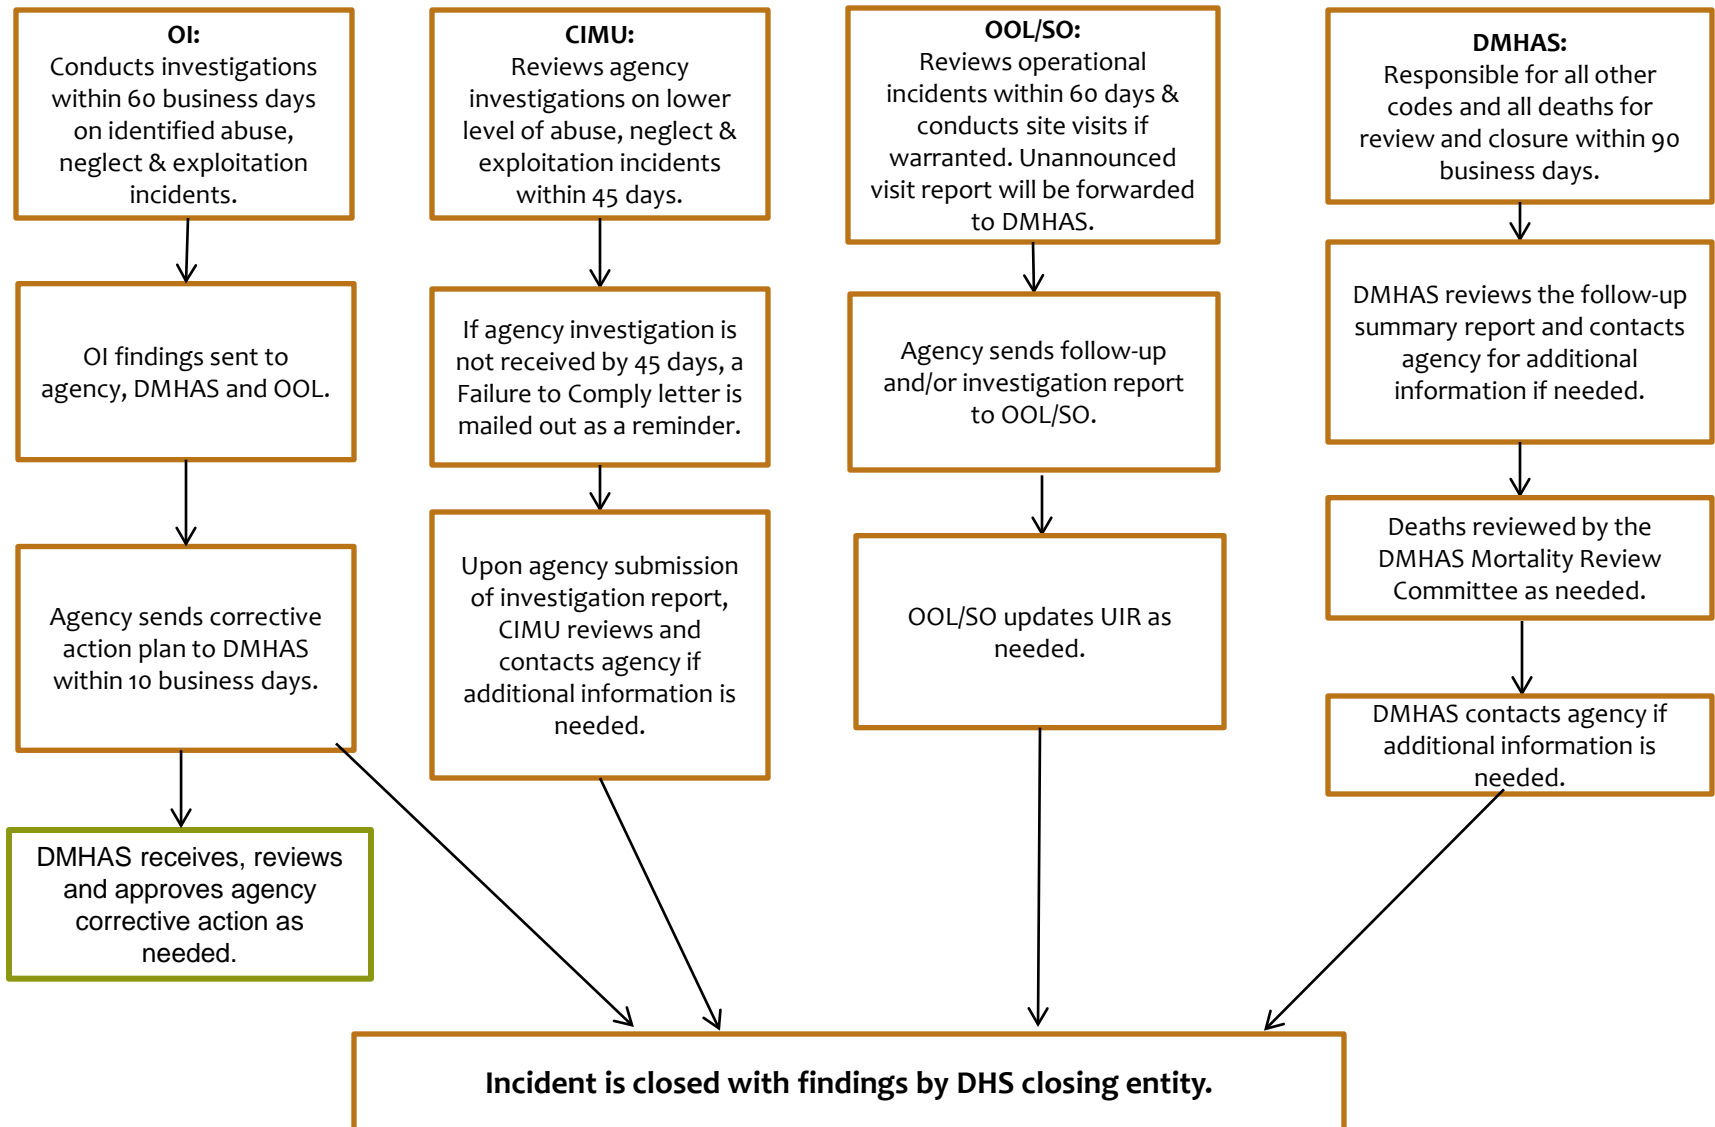 OI:
Conducts investigations
within 60 business days
on identified abuse,
neglect & exploitation
incidents.
OI findings sent to
agency, DMHAS and OOL.
Agency sends corrective
action plan to DMHAS
within 10 business days.
DMHAS receives, reviews
and approves agency
corrective action as
needed.
CIMU:
Reviews agency
investigations on lower
level of abuse, neglect &
exploitation incidents
within 45 days.
If agency investigation is
not received by 45 days, a
Failure to Comply letter is
mailed out as a reminder.
Upon agency submission
of investigation report,
CIMU reviews and
contacts agency if
additional information is
needed.
OOL/SO:
Reviews operational
incidents within 60 days &
conducts site visits if
warranted. Unannounced
visit report will be forwarded
to DMHAS.
Agency sends follow-up
and/or investigation report
to OOL/SO.
OOL/SO updates UIR as
needed.
DMHAS:
Responsible for all other
codes and all deaths for
review and closure within 90
business days.
DMHAS reviews the follow-up
summary report and contacts
agency for additional
information if needed.
Deaths reviewed by the
DMHAS Mortality Review
Committee as needed.
DMHAS contacts agency if
additional information is
needed.
Incident is closed with findings by DHS closing entity.